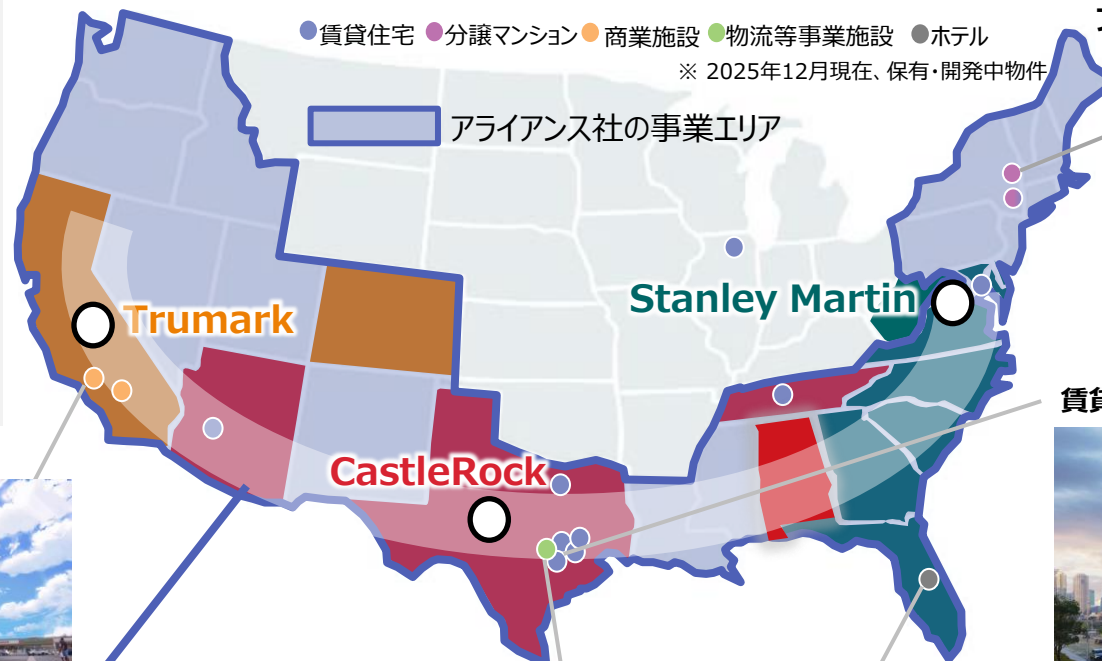 賃貸住宅 分譲マンション 商業施設 物流等事業施設 ホテル
※ 2025年12月現在、保有・開発中物件
アライアンス社の事業エリア
Stanley Martin
Trumark
CastleRock
賃貸